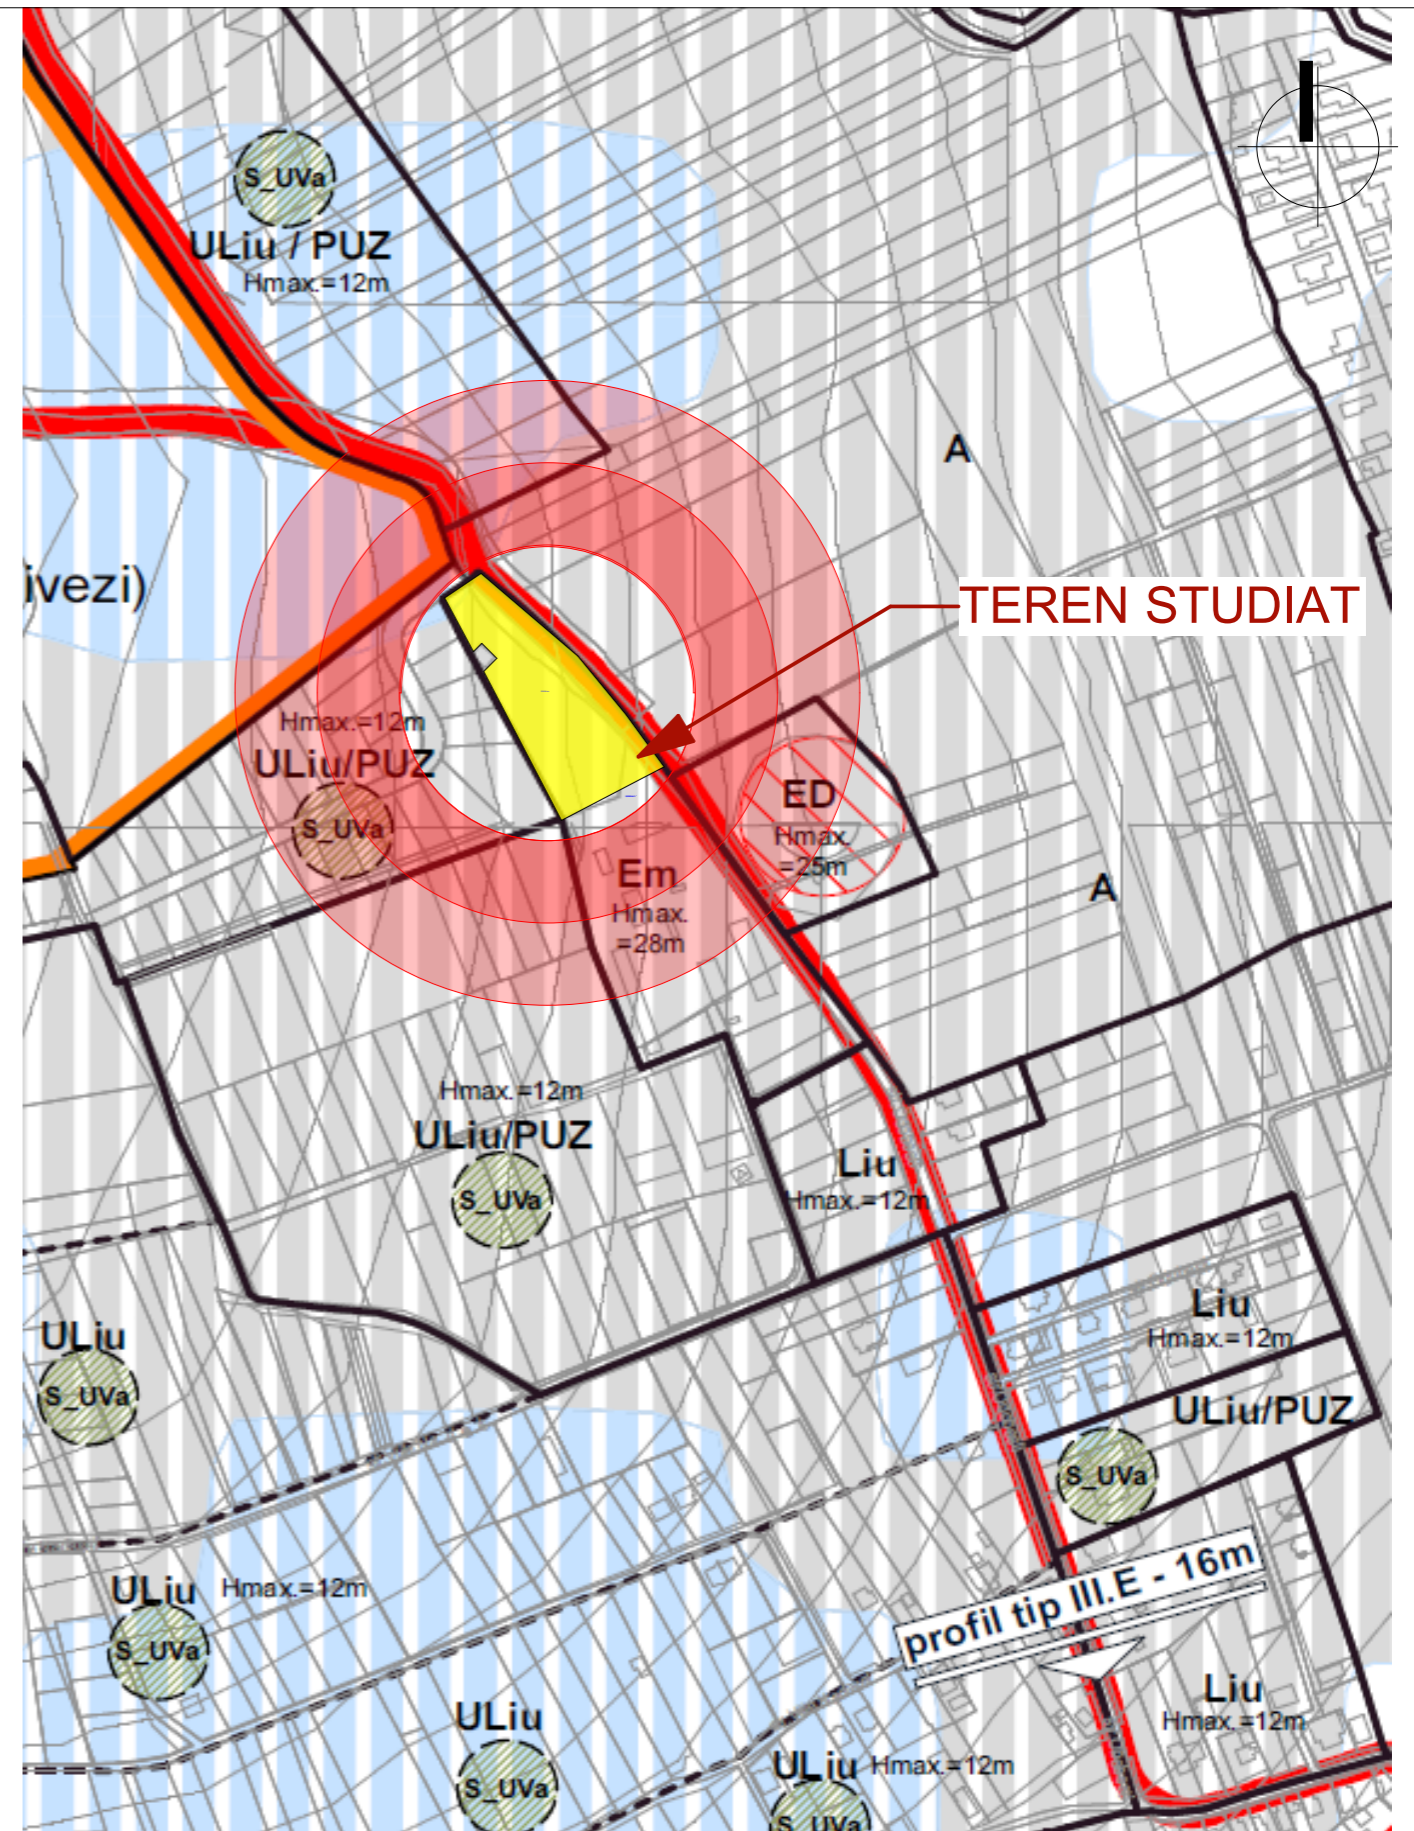 S_UVa
ULiu / PUZ
Hmax.=12m
A
ivezi)
TEREN STUDIAT
Hmax.=12m
ULiu/PUZ
S_UVa
ED
Hmax.
=25m
Em
Hmax.
=28m
A
Hmax.=12m
ULiu/PUZ
S_UVa
Liu
Hmax.=12m
Liu
Hmax.=12m
ULiu
S_UVa
ULiu/PUZ
S_UVa
profil tip III.E - 16m
ULiu Hmax.=12m
S_UVa
Liu
Hmax.=12m
ULiu
S_UVa
ULiu Hmax.=12m
S_UVa